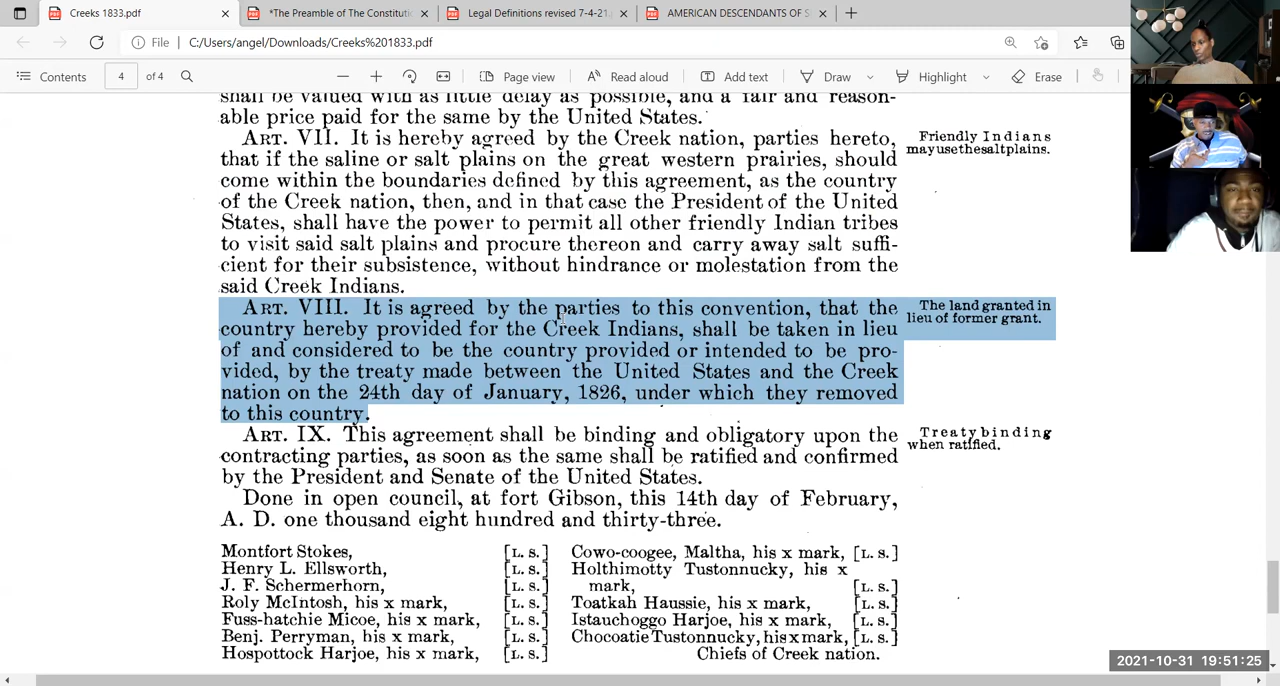 Creeks 1833.pdf
*The Preamble of The Constitutio
Legal Definitions revised 7-4-21.
AMERICAN DESCENDANTS OF S
File
C:/Users/angel/Downloads/Creeks%201833.pdf
Contents
4
of 4
Page view
Read aloud
Add text
Draw
Highlight
Erase
shall be valued with as little delay as possible, and a fair and reason-
able price paid for the same by the United States.
ART. VII. It is hereby agreed by the Creek nation, parties hereto,
that if the saline or salt plains on the great western prairies, should
come within the boundaries defined by this agreement, as the country
of the Creek nation, then, and in that case the President of the United
States, shall have the power to permit all other friendly Indian tribes
to visit said salt plains and procure thereon and carry away salt suffi-
cient for their subsistence, without hindrance or molestation from the
said Creek Indians.
Friendly Indians
may use the salt plains.
ART. VIII. It is agreed by the parties to this convention, that the
country hereby provided for the Creek Indians, shall be taken in lieu
of and considered to be the country provided or intended to be pro-
vided, by the treaty made between the United States and the Creek
nation on the 24th day of January, 1826, under which they removed
to this country.
The land granted in
lieu of former grant.
ART. IX. This agreement shall be binding and obligatory upon the
contracting parties, as soon as the same shall be ratified and confirmed
by the President and Senate of the United States.
Treaty binding
when ratified.
Done in open council, at fort Gibson, this 14th day of February,
A. D. one thousand eight hundred and thirty-three.
Montfort Stokes, [L. S.]
Henry L. Ellsworth, [L. S.]
J. F. Schermerhorn, [L. S.]
Roly McIntosh, his x mark, [L. S.]
Fuss-hatchie Micoe, his x mark, [L. S.]
Benj. Perryman, his x mark, [L. S.]
Hospottock Harjoe, his x mark, [L. S.]
Cowo-coogee, Maltha, his x mark, [L. S.]
Holthimotty Tustonnucky, his x
mark, [L. S.]
Toatkah Haussie, his x mark, [L. S.]
Istauchoggo Harjoe, his x mark, [L. S.]
Chocoatie Tustonnucky, his x mark, [L. S.]
Chiefs of Creek nation.
2021-10-31 19:51:25